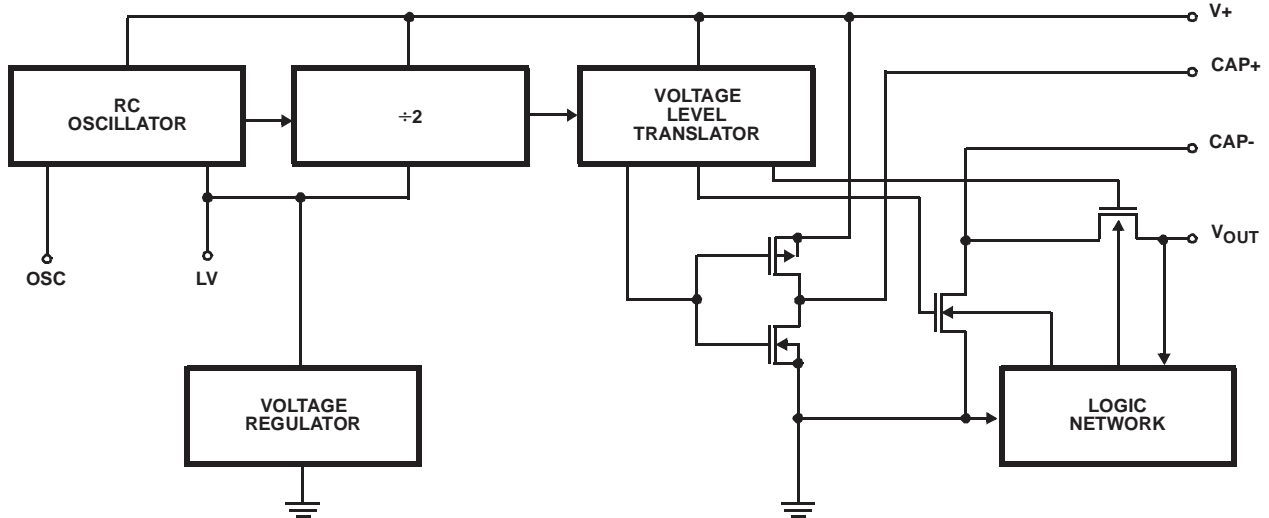 V+
CAP+
RC
OSCILLATOR
÷2
VOLTAGE
LEVEL
TRANSLATOR
CAP-
VOUT
OSC
LV
VOLTAGE
REGULATOR
LOGIC
NETWORK